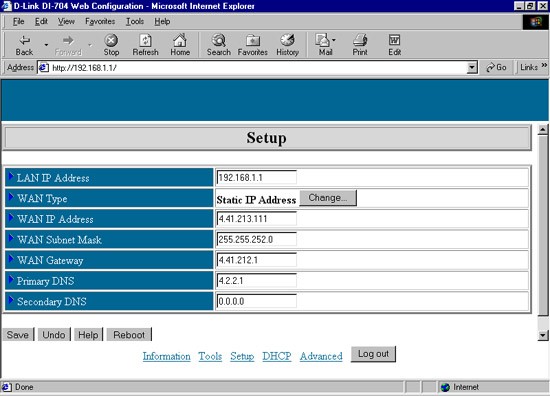 D-Link DI-704 Web Configuration - Microsoft Internet Explorer
File Edit View Favorites Tools Help
Back Forward Stop Refresh Home Search Favorites History Mail Print Edit
Address http://192.168.1.1/ Go Links »
Setup
LAN IP Address 192.168.1.1
WAN Type Static IP Address Change...
WAN IP Address 4.41.213.111
WAN Subnet Mask 255.255.252.0
WAN Gateway 4.41.212.1
Primary DNS 4.2.2.1
Secondary DNS 0.0.0.0
Save Undo Help Reboot
Information Tools Setup DHCP Advanced Log out
Done Internet